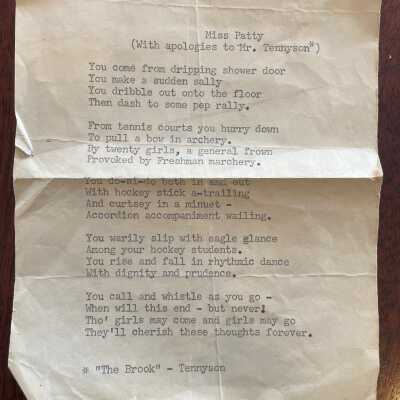 Miss Patty
(With apologies to Mr. Tennyson*)
You come from dripping shower door
You make a sudden sally
You dribble out onto the floor
Then dash to some pep rally.
From tennis courts you hurry down
To pull a bow in archery.
By twenty girls, a general frown
Provoked by Freshman marchery.
You do-si-do both in and out
With hockey stick a-trailing
And curtsey in a minuet -
Accordion accompaniment wailing.
You warily slip with eagle glance
Among your hockey students.
You rise and fall in rhythmic dance
With dignity and prudence.
You call and whistle as you go -
When will this end - but never!
Tho' girls may come and girls may go
They'll cherish these thoughts forever.
* "The Brook" - Tennyson